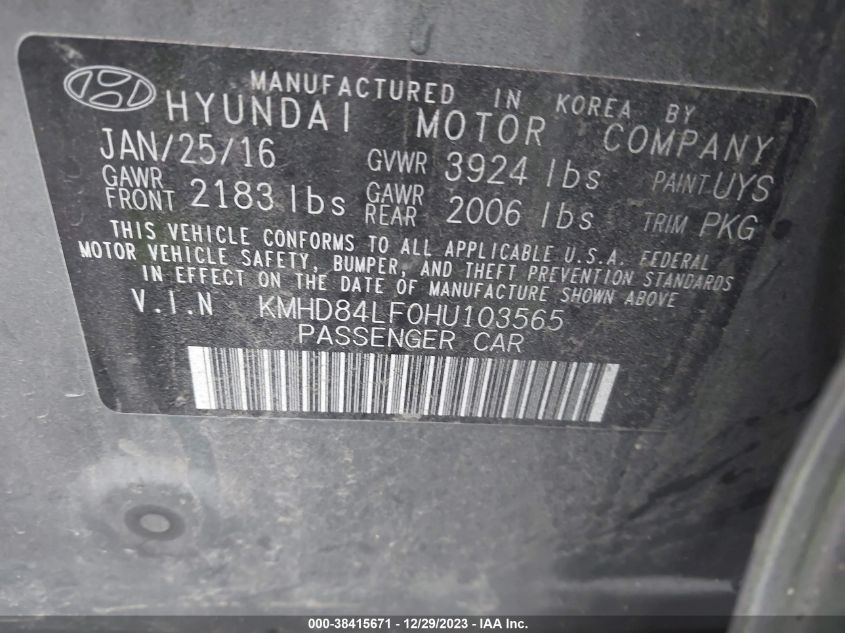 MANUFACTURED IN KOREA BY
HYUNDAI MOTOR COMPANY
JAN/25/16 GVWR 3924 lbs PAINT UYS
GAWR FRONT 2183 lbs GAWR REAR 2006 lbs TRIM PKG
THIS VEHICLE CONFORMS TO ALL APPLICABLE U.S.A. FEDERAL
MOTOR VEHICLE SAFETY, BUMPER, AND THEFT PREVENTION STANDARDS
IN EFFECT ON THE DATE OF MANUFACTURE SHOWN ABOVE
V.I.N KMHD84LF0HU103565
PASSENGER CAR
000-38415671 - 12/29/2023 - IAA Inc.